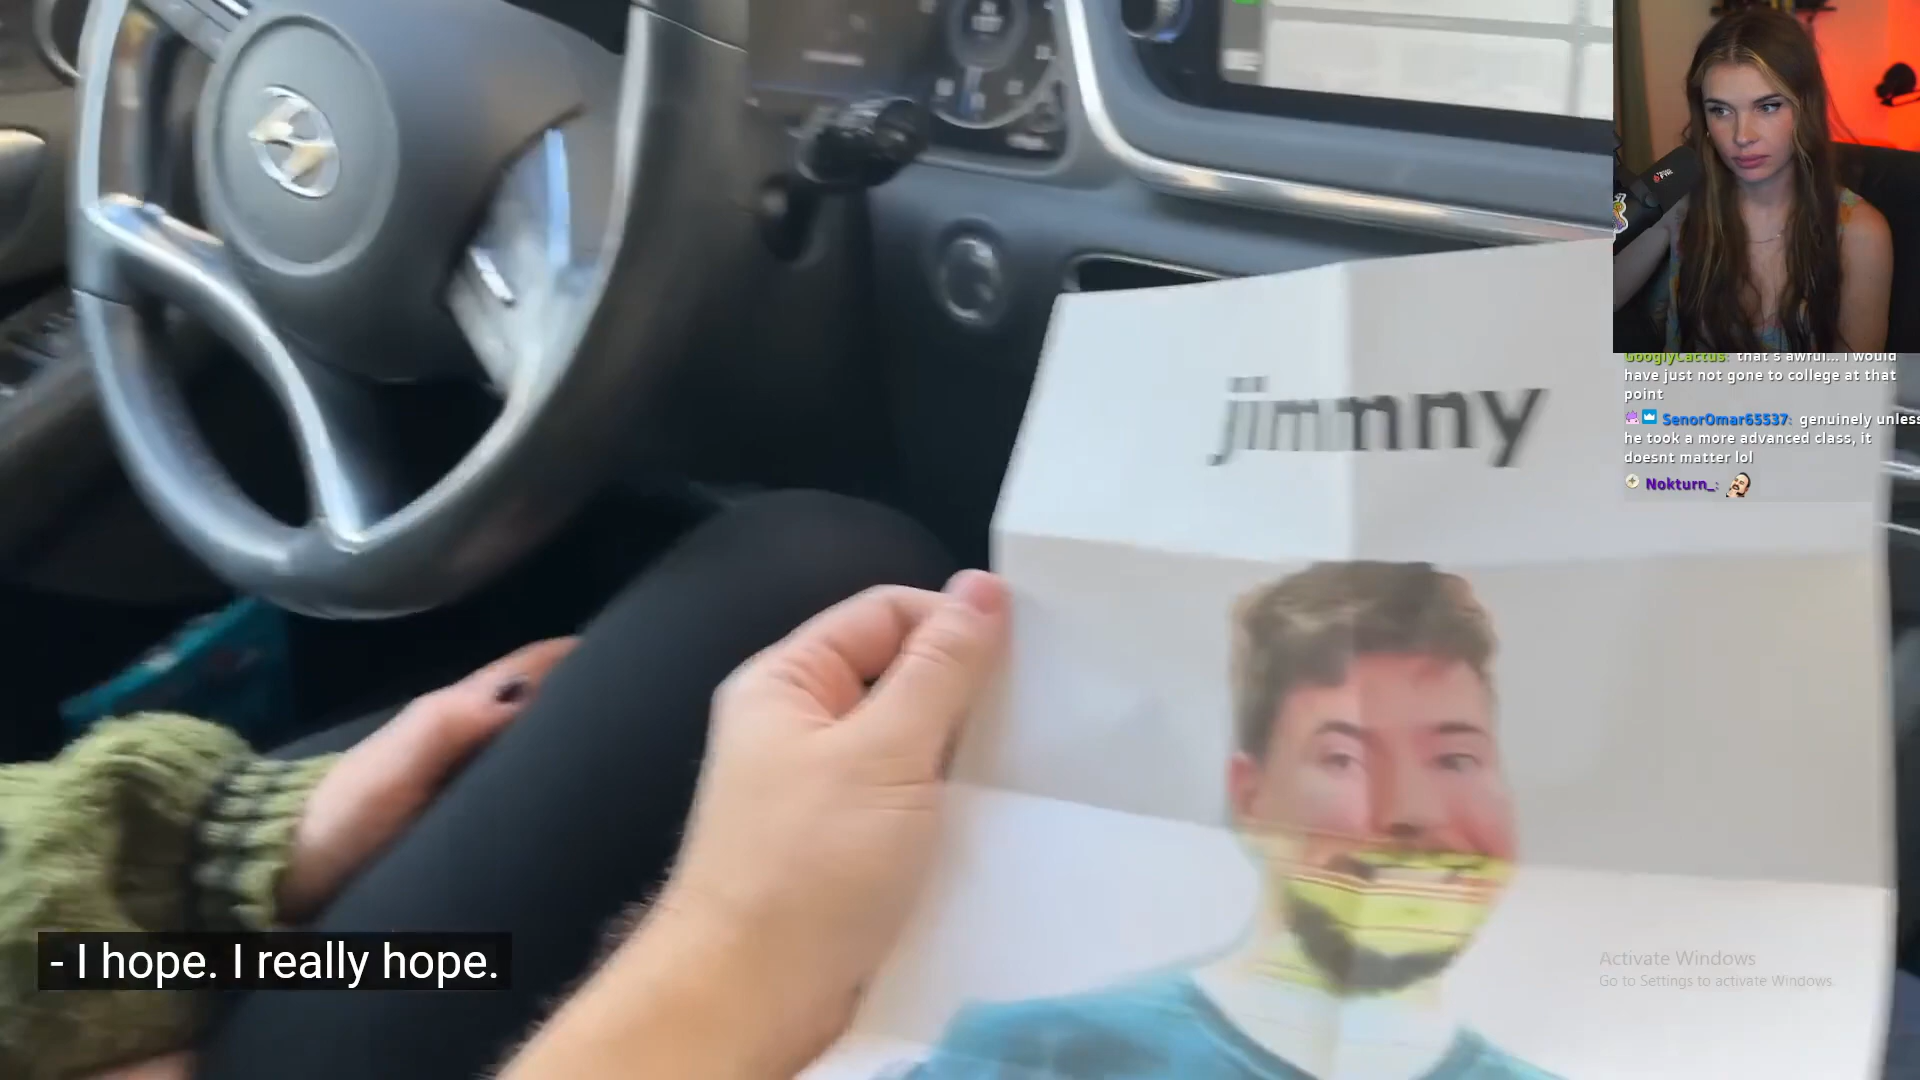 jimmny
GooglyCactus: that's awful... I would
have just not gone to college at that
point
SenorOmar65537: genuinely unless
he took a more advanced class, it
doesnt matter lol
Nokturn_:
- I hope. I really hope.
Activate Windows
Go to Settings to activate Windows.